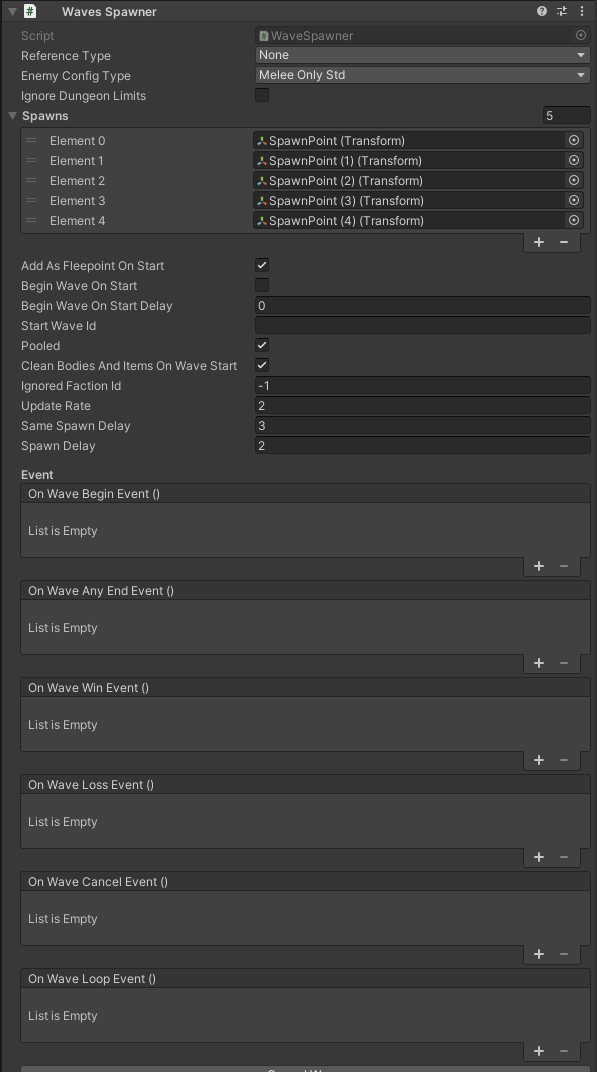 Waves Spawner
Script WaveSpawner
Reference Type None
Enemy Config Type Melee Only Std
Ignore Dungeon Limits
Spawns 5
Element 0 SpawnPoint (Transform)
Element 1 SpawnPoint (1) (Transform)
Element 2 SpawnPoint (2) (Transform)
Element 3 SpawnPoint (3) (Transform)
Element 4 SpawnPoint (4) (Transform)
Add As Fleepoint On Start
Begin Wave On Start
Begin Wave On Start Delay 0
Start Wave Id
Pooled
Clean Bodies And Items On Wave Start
Ignored Faction Id -1
Update Rate 2
Same Spawn Delay 3
Spawn Delay 2
Event
On Wave Begin Event ()
List is Empty
On Wave Any End Event ()
List is Empty
On Wave Win Event ()
List is Empty
On Wave Loss Event ()
List is Empty
On Wave Cancel Event ()
List is Empty
On Wave Loop Event ()
List is Empty